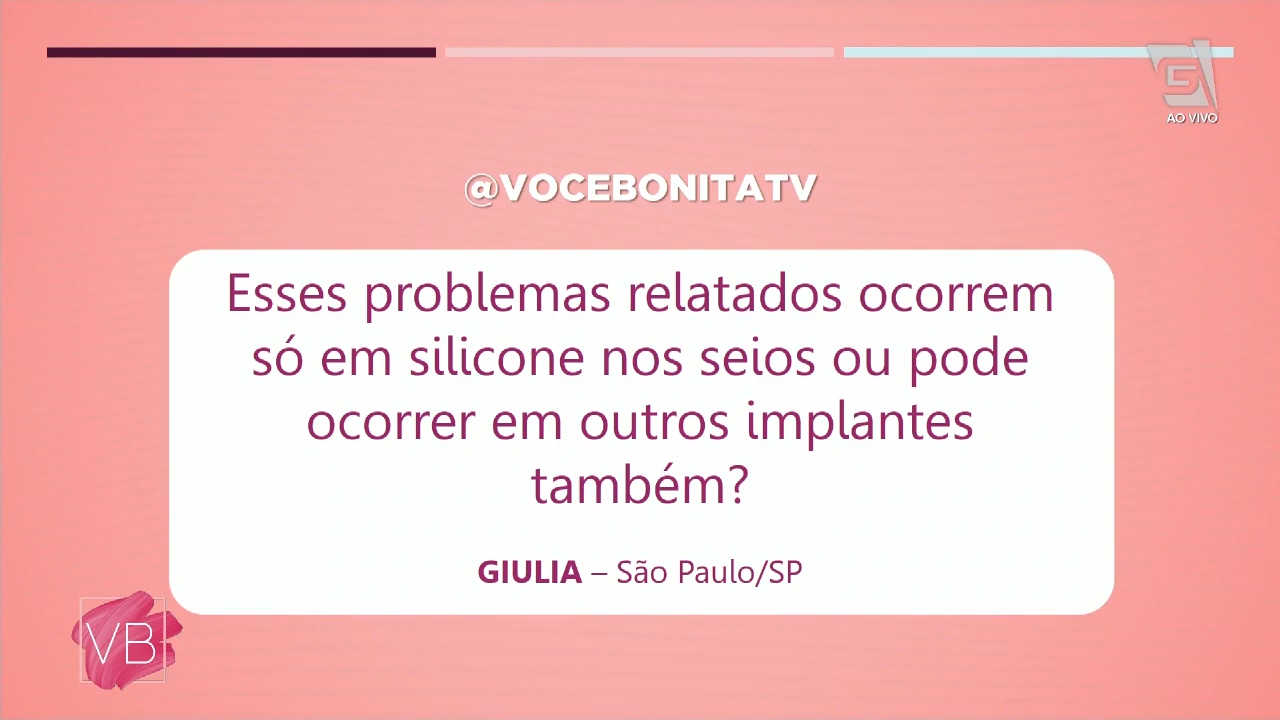 AO VIVO
@VOCEBONITATV
Esses problemas relatados ocorrem
só em silicone nos seios ou pode
ocorrer em outros implantes
também?
GIULIA – São Paulo/SP
VB